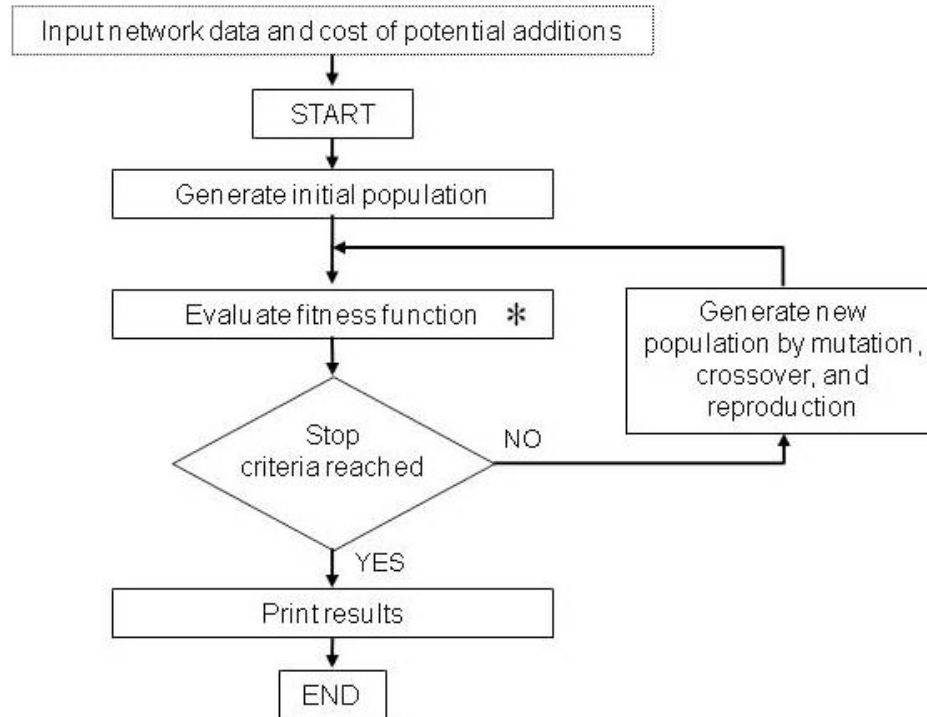 Input network data and cost of potential additions
START
Generate initial population
Evaluate fitness function *
Generate new
population by mutation,
crossover, and
reproduction
Stop
criteria reached
NO
YES
Print results
END